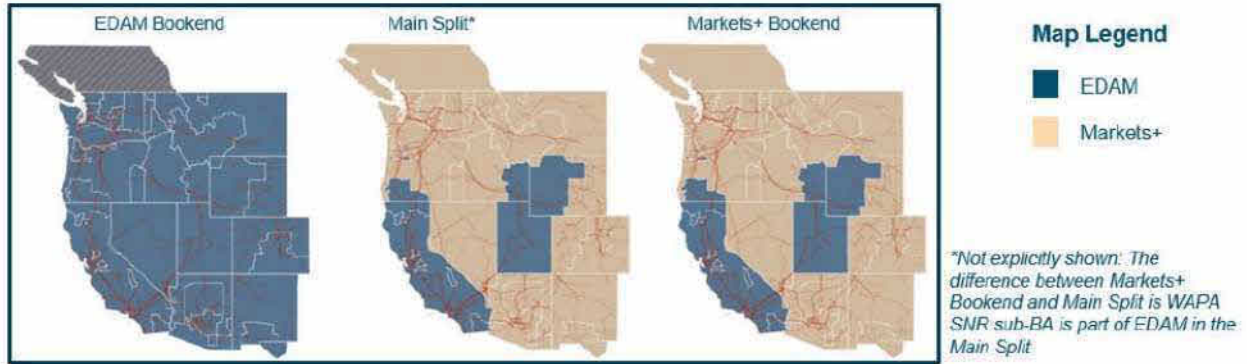 EDAM Bookend
Main Split*
Markets+ Bookend
Map Legend
EDAM
Markets+
*Not explicitly shown: The
difference between Markets+
Bookend and Main Split is WAPA
SNR sub-BA is part of EDAM in the
Main Split